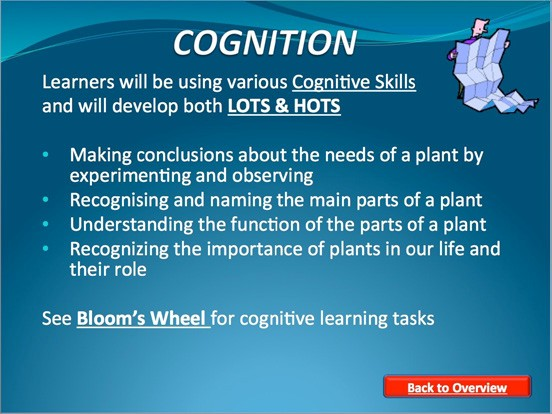 COGNITION
Learners will be using various Cognitive Skills
and will develop both LOTS & HOTS
• Making conclusions about the needs of a plant by
experimenting and observing
• Recognising and naming the main parts of a plant
• Understanding the function of the parts of a plant
• Recognizing the importance of plants in our life and
their role
See Bloom's Wheel for cognitive learning tasks
Back to Overview